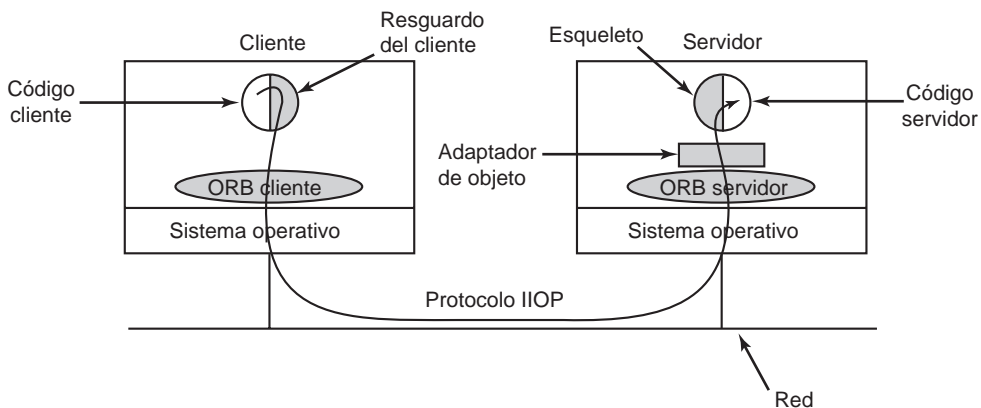 Resguardo
del cliente
Cliente
Esqueleto
Servidor
Código
cliente
Código
servidor
Adaptador
de objeto
ORB cliente
ORB servidor
Sistema operativo
Sistema operativo
Protocolo IIOP
Red